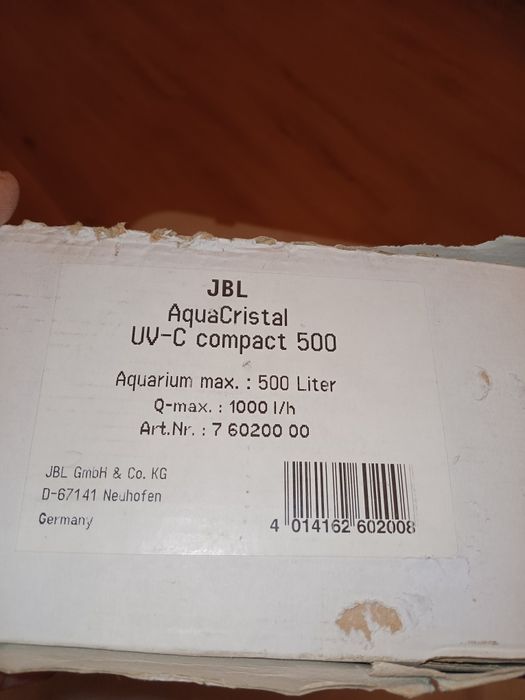 JBL
AquaCristal
UV-C compact 500
Aquarium max. : 500 Liter
Q-max. : 1000 l/h
Art.Nr. : 7 60200 00
JBL GmbH & Co. KG
D-67141 Neuhofen
Germany
4 014162 602008